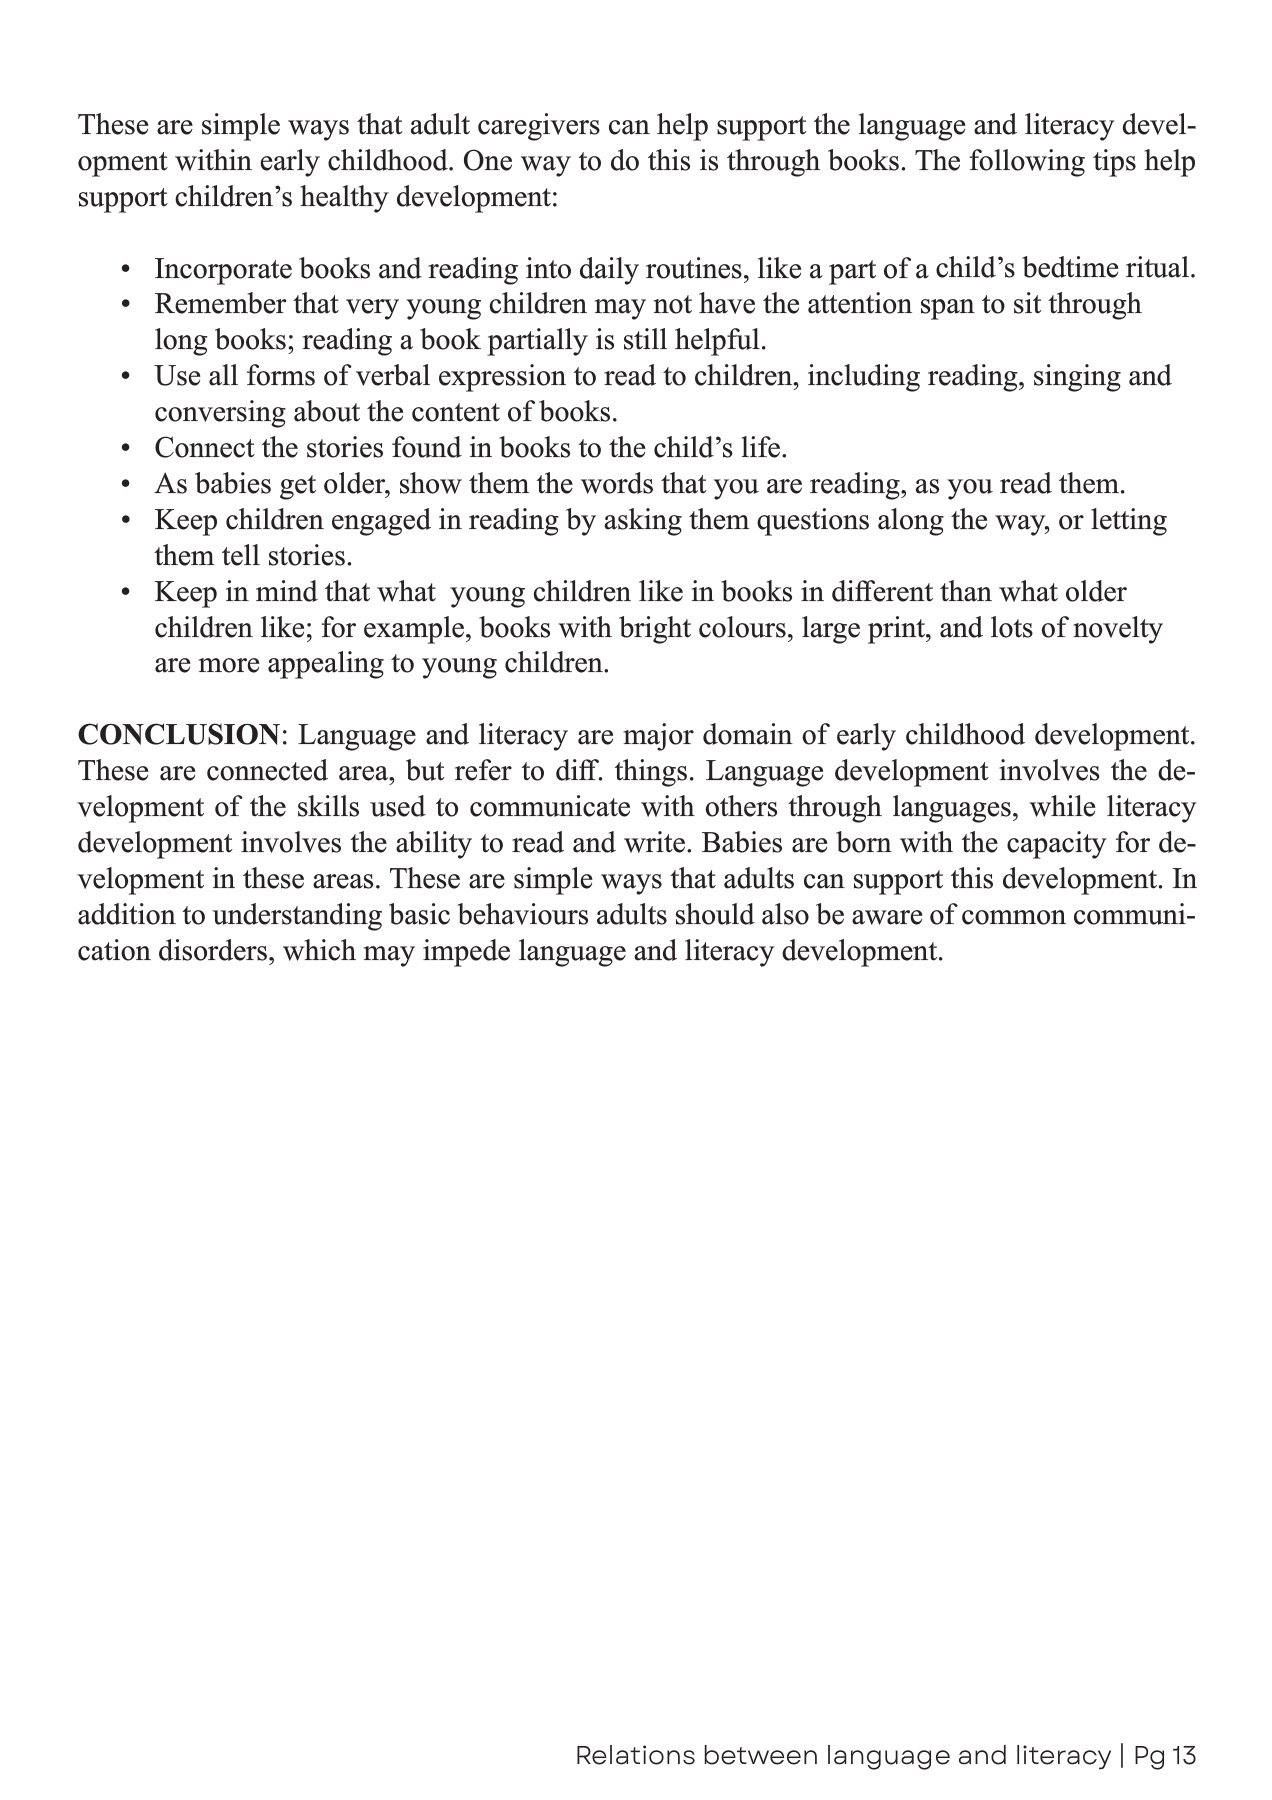 These are simple ways that adult caregivers can help support the language and literacy devel-
opment within early childhood. One way to do this is through books. The following tips help
support children’s healthy development:
• Incorporate books and reading into daily routines, like a part of a child’s bedtime ritual.
• Remember that very young children may not have the attention span to sit through
long books; reading a book partially is still helpful.
• Use all forms of verbal expression to read to children, including reading, singing and
conversing about the content of books.
• Connect the stories found in books to the child’s life.
• As babies get older, show them the words that you are reading, as you read them.
• Keep children engaged in reading by asking them questions along the way, or letting
them tell stories.
• Keep in mind that what  young children like in books in different than what older
children like; for example, books with bright colours, large print, and lots of novelty
are more appealing to young children.
CONCLUSION: Language and literacy are major domain of early childhood development.
These are connected area, but refer to diff. things. Language development involves the de-
velopment of the skills used to communicate with others through languages, while literacy
development involves the ability to read and write. Babies are born with the capacity for de-
velopment in these areas. These are simple ways that adults can support this development. In
addition to understanding basic behaviours adults should also be aware of common communi-
cation disorders, which may impede language and literacy development.
Relations between language and literacy | Pg 13